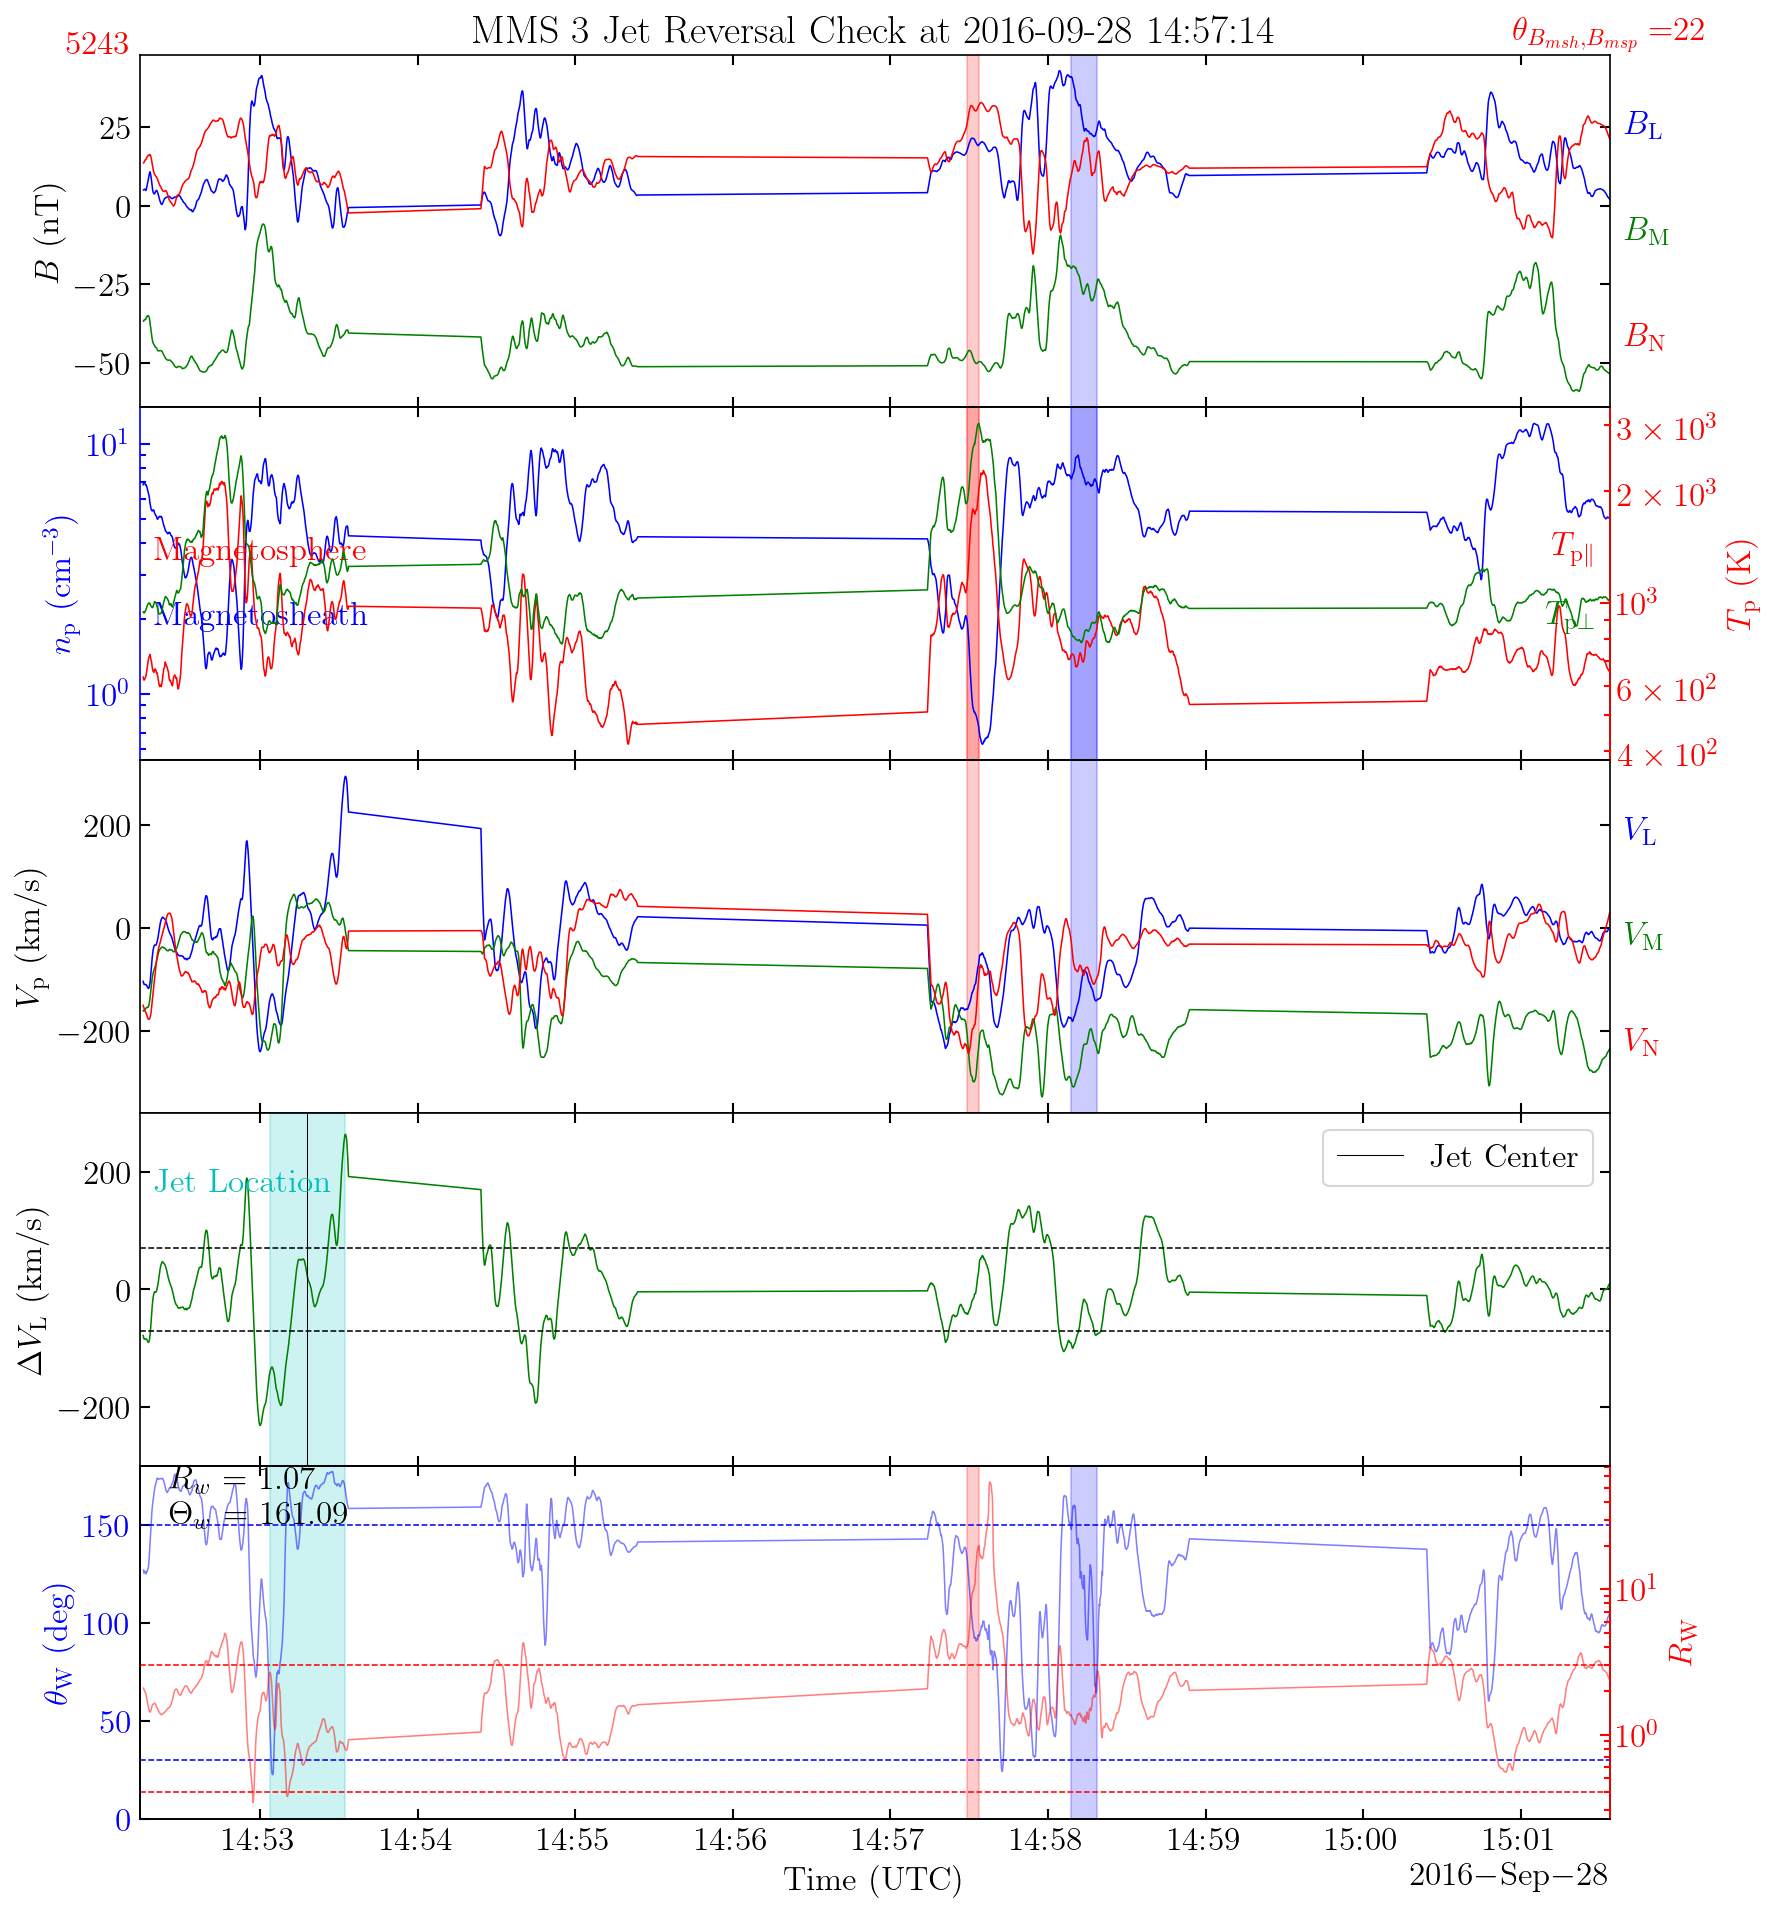 MMS 3 Jet Reversal Check at 2016-09-28 14:57:14
5243
θ_{B_{msh},B_{msp}} =22
B (nT)
25
0
−25
−50
B_L
B_M
B_N
n_p (cm^{−3})
10^1
10^0
Magnetosphere
Magnetosheath
T_{p∥}
T_{p⊥}
3 × 10^3
2 × 10^3
10^3
6 × 10^2
4 × 10^2
T_p (K)
V_p (km/s)
200
0
−200
V_L
V_M
V_N
ΔV_L (km/s)
200
0
−200
Jet Location
Jet Center
R_w = 1.07
Θ_w = 161.09
θ_W (deg)
150
100
50
0
10^1
10^0
R_W
14:53 14:54 14:55 14:56 14:57 14:58 14:59 15:00 15:01
Time (UTC)
2016−Sep−28